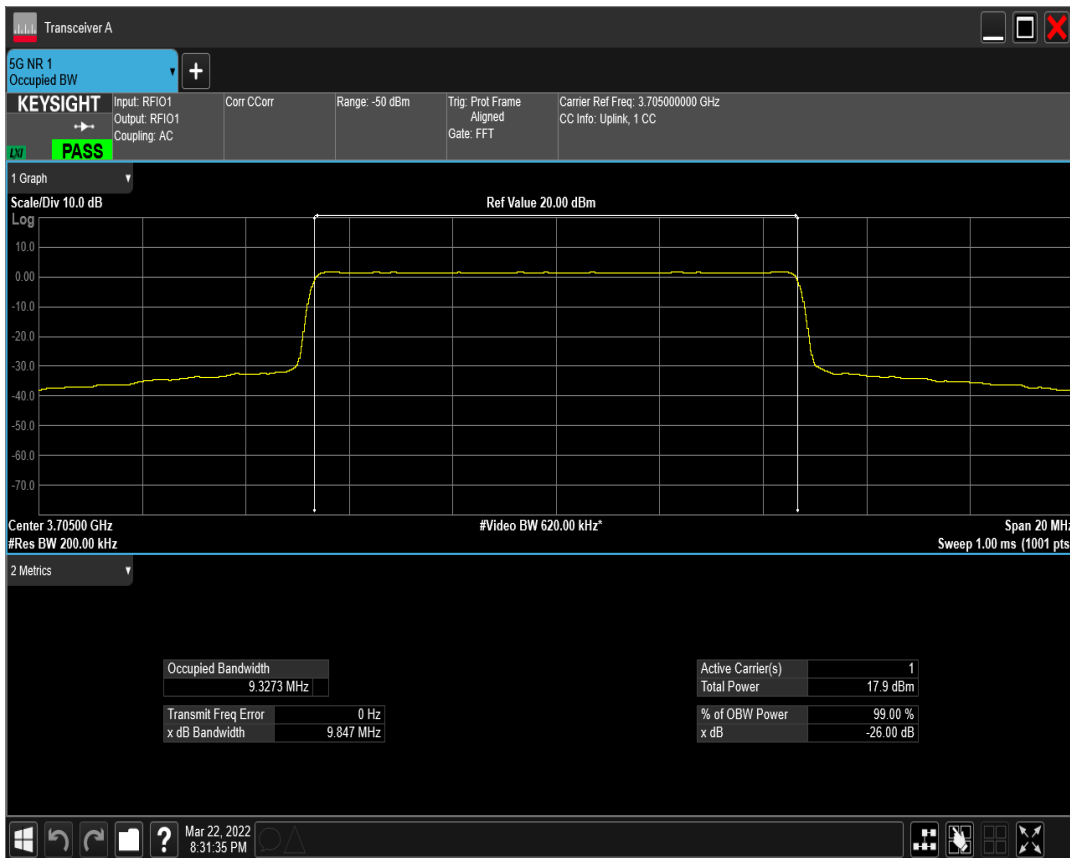 Transceiver A
5G NR 1
Occupied BW
KEYSIGHT
LXI
PASS
Input: RFIO1
Output: RFIO1
Coupling: AC
Corr CCorr
Range: -50 dBm
Trig: Prot Frame
Aligned
Gate: FFT
Carrier Ref Freq: 3.705000000 GHz
CC Info: Uplink, 1 CC
1 Graph
Scale/Div 10.0 dB
Ref Value 20.00 dBm
Log
10.0
0.00
-10.0
-20.0
-30.0
-40.0
-50.0
-60.0
-70.0
Center 3.70500 GHz
#Video BW 620.00 kHz*
Span 20 MHz
#Res BW 200.00 kHz
Sweep 1.00 ms (1001 pts
2 Metrics
Occupied Bandwidth
9.3273 MHz
Transmit Freq Error 0 Hz
x dB Bandwidth 9.847 MHz
Active Carrier(s) 1
Total Power 17.9 dBm
% of OBW Power 99.00 %
x dB -26.00 dB
?
Mar 22, 2022
8:31:35 PM